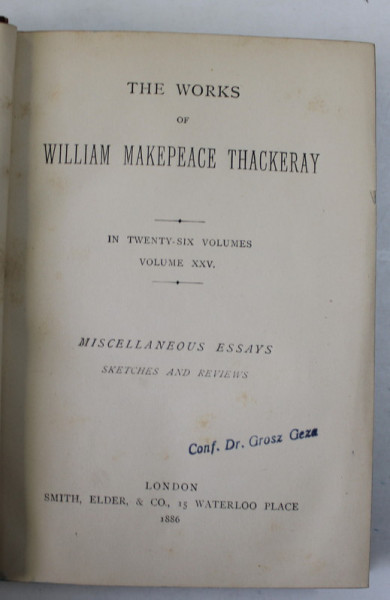 THE WORKS
OF
WILLIAM MAKEPEACE THACKERAY
IN TWENTY-SIX VOLUMES
VOLUME XXV.
MISCELLANEOUS ESSAYS
SKETCHES AND REVIEWS
Conf. Dr. Grosz Geza
LONDON
SMITH, ELDER, & CO., 15 WATERLOO PLACE
1886